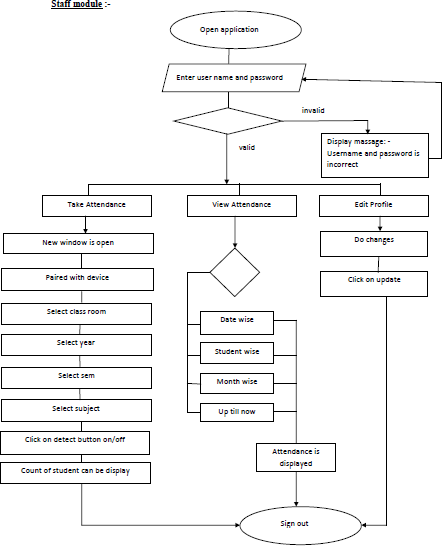 Staff module :-
Open application
Enter user name and password
invalid
valid
Display massage: -
Username and password is
incorrect
Take Attendance
View Attendance
Edit Profile
New window is open
Do changes
Paired with device
Click on update
Select class room
Date wise
Select year
Student wise
Select sem
Month wise
Select subject
Up till now
Click on detect button on/off
Attendance is
displayed
Count of student can be display
Sign out